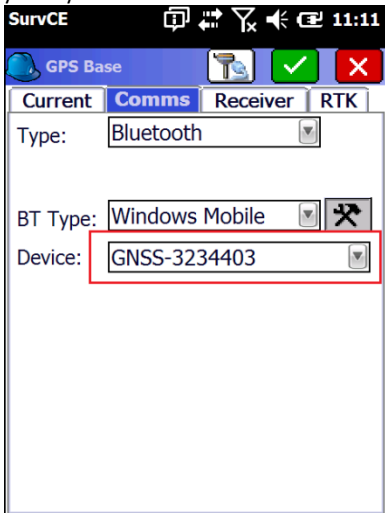 SurvCE 11:11
GPS Base
Current Comms Receiver RTK
Type: Bluetooth
BT Type: Windows Mobile
Device: GNSS-3234403